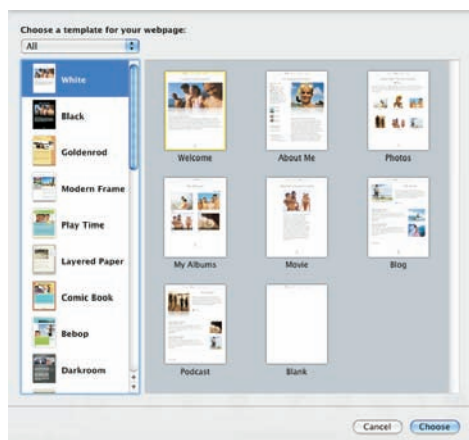 Choose a template for your webpage:
All
White
Black
Goldenrod
Modern Frame
Play Time
Layered Paper
Comic Book
Bebop
Darkroom
Welcome
About Me
Photos
My Albums
Movie
Blog
Podcast
Blank
Cancel
Choose